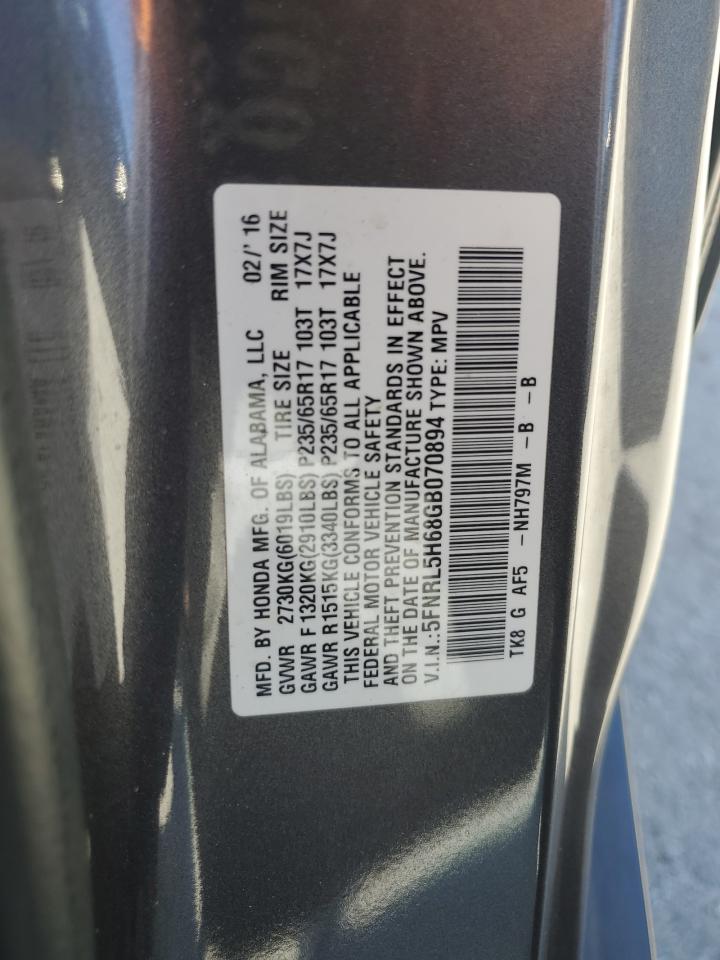 MFD. BY HONDA MFG. OF ALABAMA, LLC 02/' 16
GVWR 2730KG(6019LBS) TIRE SIZE RIM SIZE
GAWR F 1320KG(2910LBS) P235/65R17 103T 17X7J
GAWR R1515KG(3340LBS) P235/65R17 103T 17X7J
THIS VEHICLE CONFORMS TO ALL APPLICABLE
FEDERAL MOTOR VEHICLE SAFETY
AND THEFT PREVENTION STANDARDS IN EFFECT
ON THE DATE OF MANUFACTURE SHOWN ABOVE.
V.I.N.:5FNRL5H68GB070894 TYPE: MPV
TK8 G AF5 -NH797M -B -B